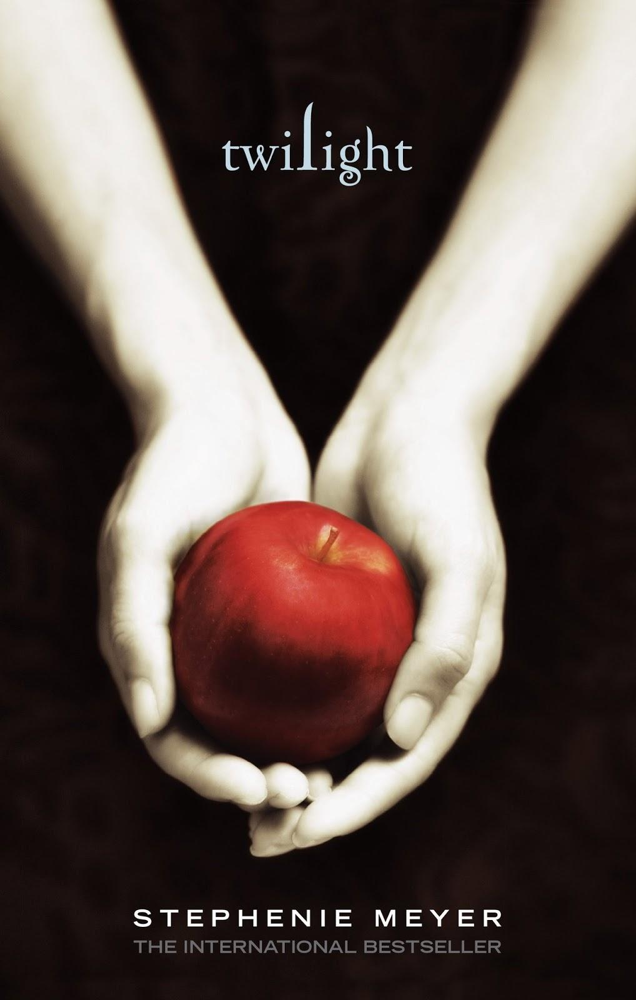 twilight
STEPHENIE MEYER
THE INTERNATIONAL BESTSELLER